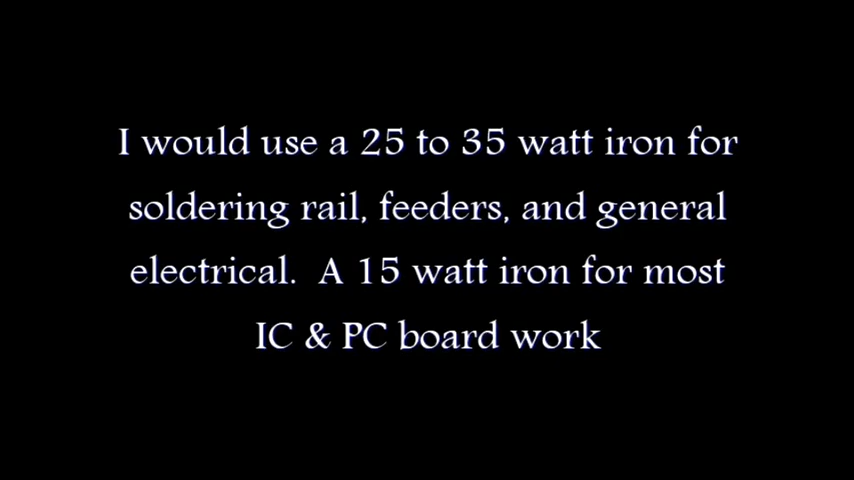 I would use a 25 to 35 watt iron for
soldering rail, feeders, and general
electrical.  A 15 watt iron for most
IC & PC board work